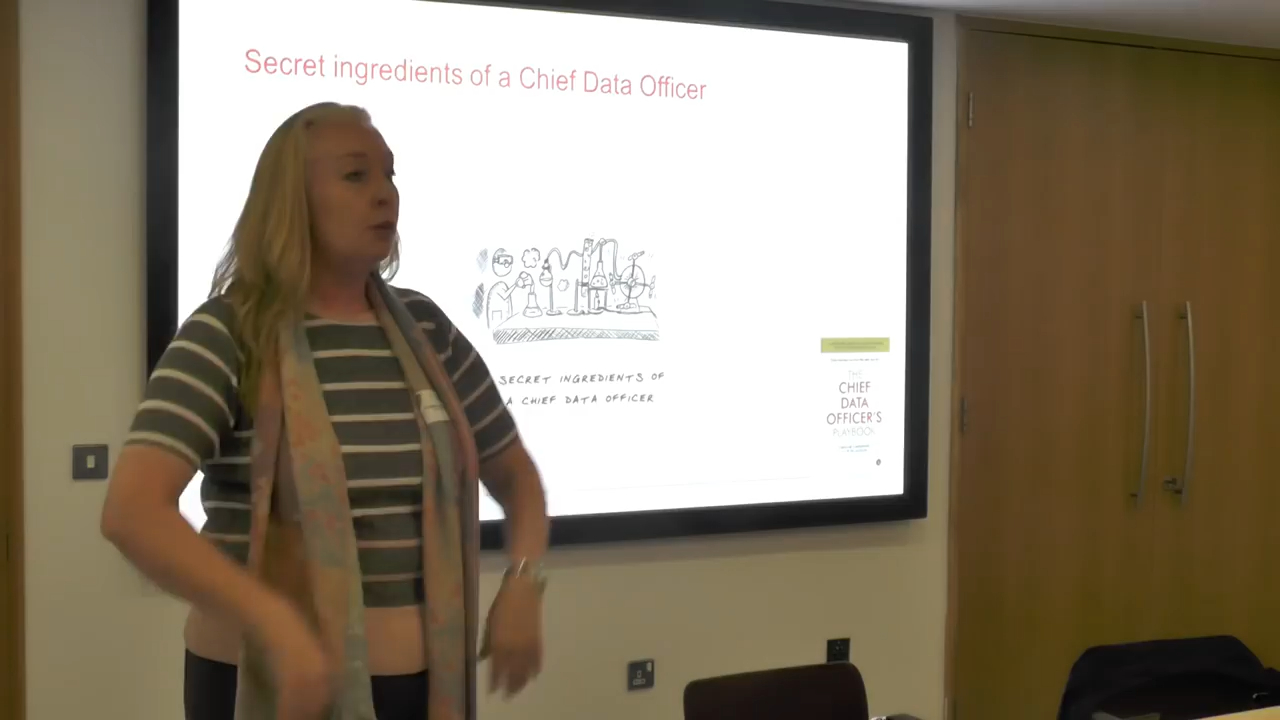 Secret ingredients of a Chief Data Officer
SECRET INGREDIENTS OF
A CHIEF DATA OFFICER
THE
CHIEF
DATA
OFFICER'S
PLAYBOOK